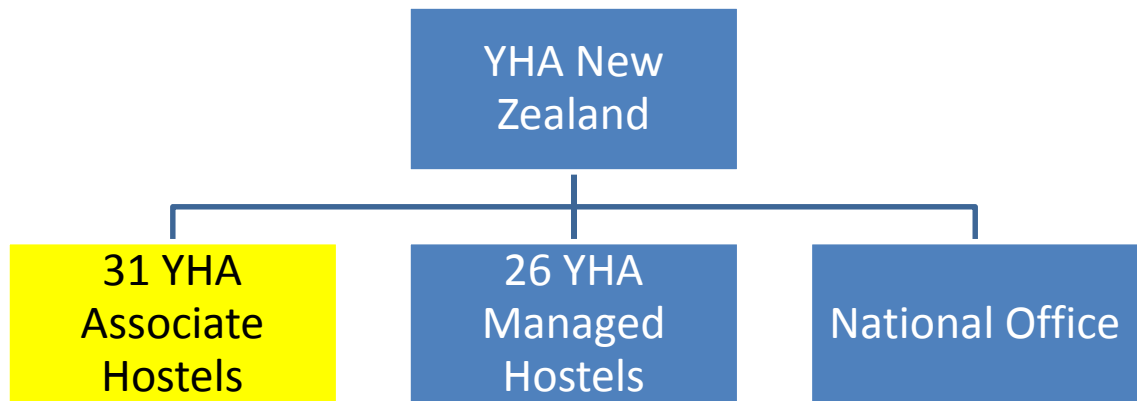 YHA New
Zealand
31 YHA
Associate
Hostels
26 YHA
Managed
Hostels
National Office